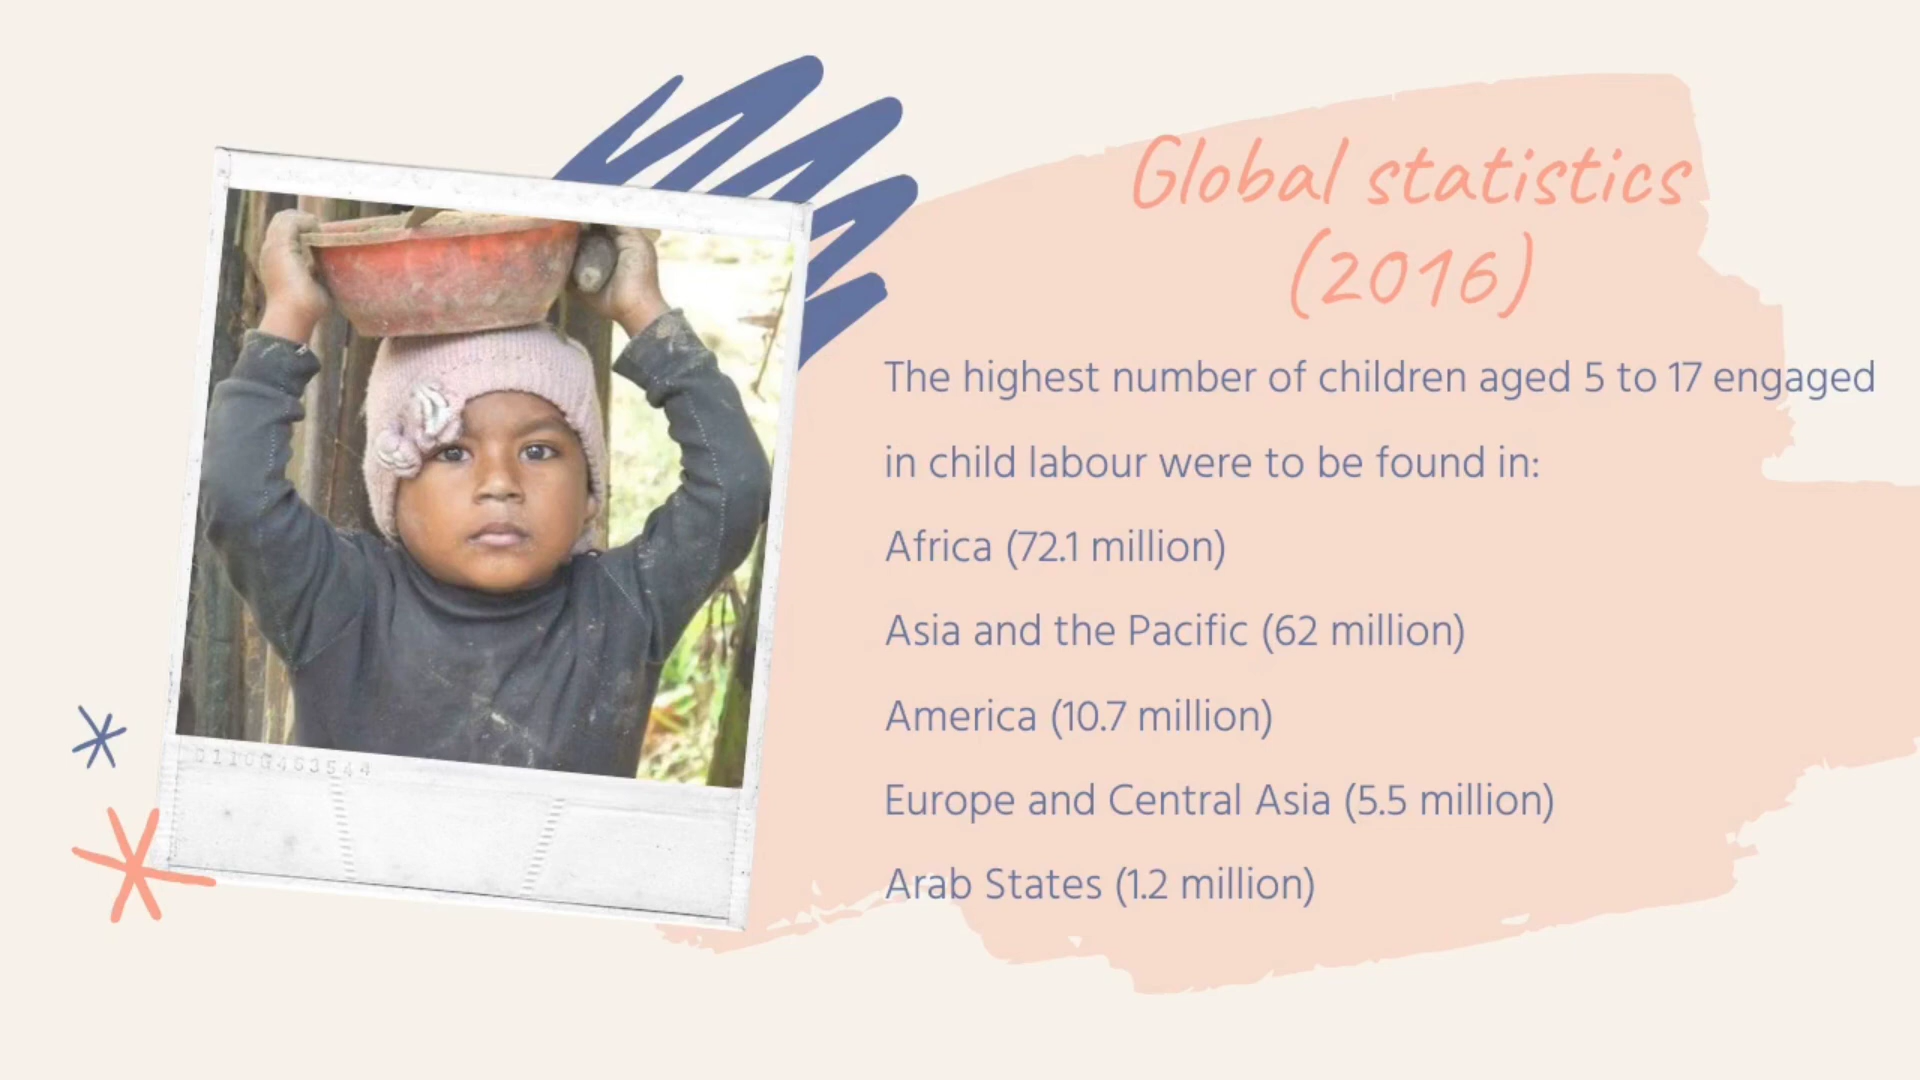 Global statistics
(2016)
The highest number of children aged 5 to 17 engaged
in child labour were to be found in:
Africa (72.1 million)
Asia and the Pacific (62 million)
America (10.7 million)
Europe and Central Asia (5.5 million)
Arab States (1.2 million)